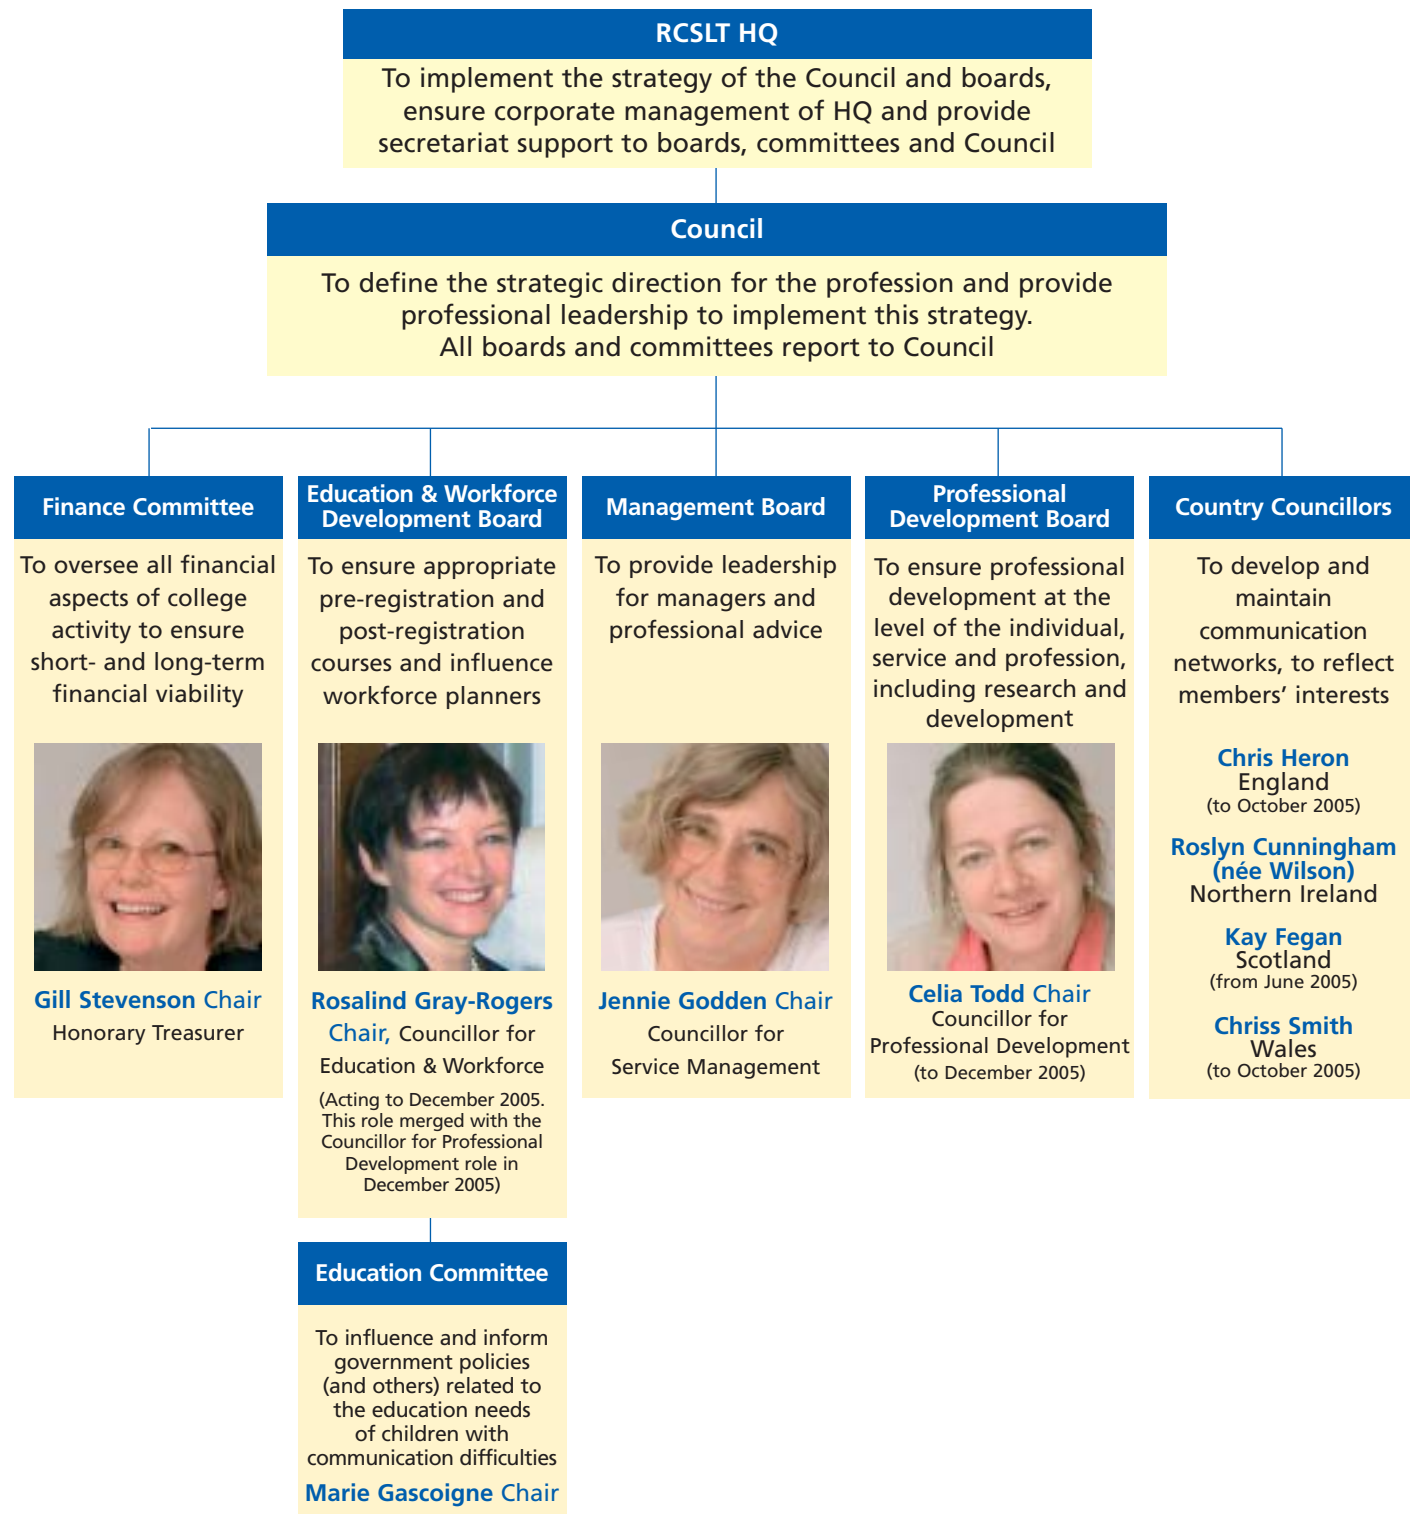 RCSLT HQ
To implement the strategy of the Council and boards,
ensure corporate management of HQ and provide
secretariat support to boards, committees and Council
Council
To define the strategic direction for the profession and provide
professional leadership to implement this strategy.
All boards and committees report to Council
Finance Committee
To oversee all financial
aspects of college
activity to ensure
short- and long-term
financial viability
Gill Stevenson Chair
Honorary Treasurer
Education & Workforce
Development Board
To ensure appropriate
pre-registration and
post-registration
courses and influence
workforce planners
Rosalind Gray-Rogers
Chair, Councillor for
Education & Workforce
(Acting to December 2005.
This role merged with the
Councillor for Professional
Development role in
December 2005)
Education Committee
To influence and inform
government policies
(and others) related to
the education needs
of children with
communication difficulties
Marie Gascoigne Chair
Management Board
To provide leadership
for managers and
professional advice
Jennie Godden Chair
Councillor for
Service Management
Professional
Development Board
To ensure professional
development at the
level of the individual,
service and profession,
including research and
development
Celia Todd Chair
Councillor for
Professional Development
(to December 2005)
Country Councillors
To develop and
maintain
communication
networks, to reflect
members’ interests
Chris Heron
England
(to October 2005)
Roslyn Cunningham
(née Wilson)
Northern Ireland
Kay Fegan
Scotland
(from June 2005)
Chriss Smith
Wales
(to October 2005)